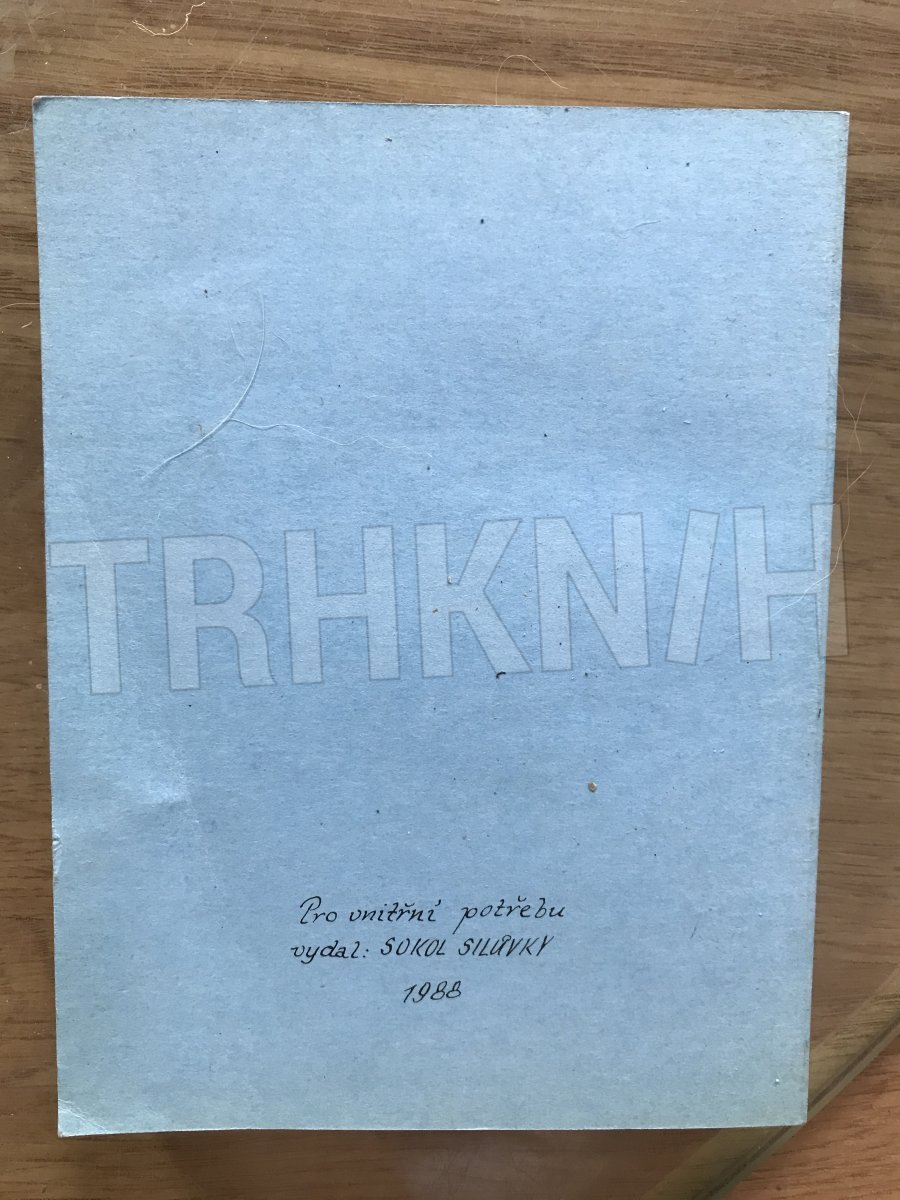 TRHKNIH
Pro vnitřní potřebu
vydal: SOKOL SILŮVKY
1988